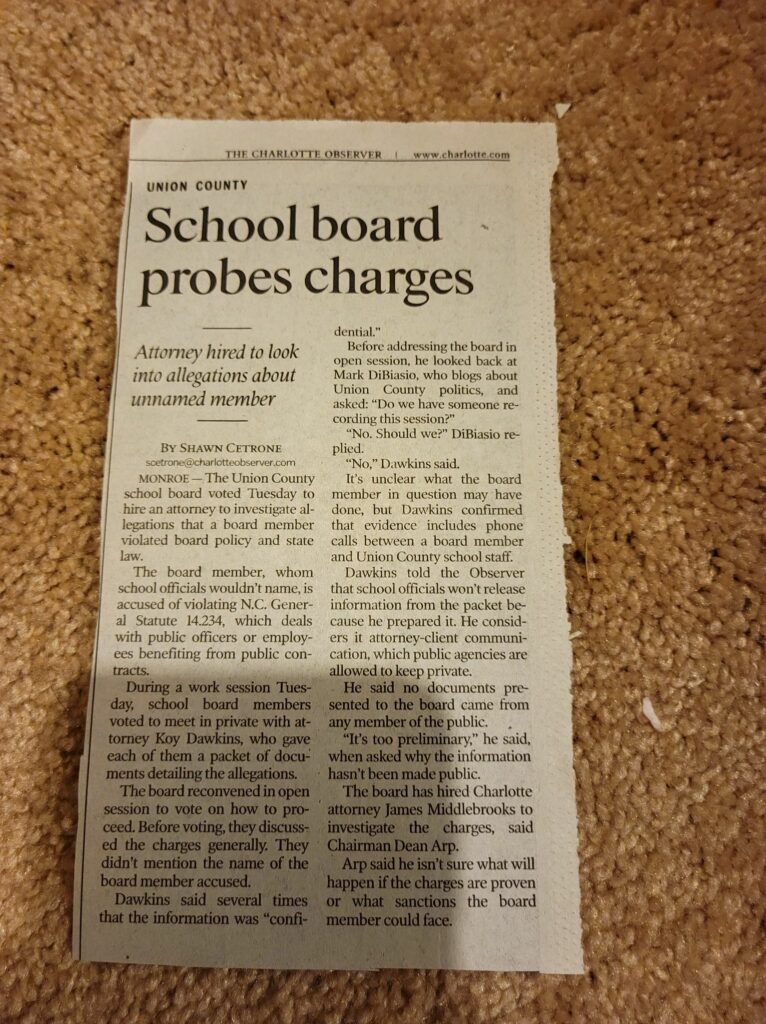 THE CHARLOTTE OBSERVER | www.charlotte.com
UNION COUNTY
School board
probes charges
Attorney hired to look
into allegations about
unnamed member
BY SHAWN CETRONE
scetrone@charlotteobserver.com
MONROE — The Union County
school board voted Tuesday to
hire an attorney to investigate al-
legations that a board member
violated board policy and state
law.
The board member, whom
school officials wouldn't name, is
accused of violating N.C. Gener-
al Statute 14.234, which deals
with public officers or employ-
ees benefiting from public con-
tracts.
During a work session Tues-
day, school board members
voted to meet in private with at-
torney Koy Dawkins, who gave
each of them a packet of docu-
ments detailing the allegations.
The board reconvened in open
session to vote on how to pro-
ceed. Before voting, they discuss-
ed the charges generally. They
didn't mention the name of the
board member accused.
Dawkins said several times
that the information was "confi-
dential."
Before addressing the board in
open session, he looked back at
Mark DiBiasio, who blogs about
Union County politics, and
asked: "Do we have someone re-
cording this session?"
"No. Should we?" DiBiasio re-
plied.
"No," Dawkins said.
It's unclear what the board
member in question may have
done, but Dawkins confirmed
that evidence includes phone
calls between a board member
and Union County school staff.
Dawkins told the Observer
that school officials won't release
information from the packet be-
cause he prepared it. He consid-
ers it attorney-client communi-
cation, which public agencies are
allowed to keep private.
He said no documents pre-
sented to the board came from
any member of the public.
"It's too preliminary," he said,
when asked why the information
hasn't been made public.
The board has hired Charlotte
attorney James Middlebrooks to
investigate the charges, said
Chairman Dean Arp.
Arp said he isn't sure what will
happen if the charges are proven
or what sanctions the board
member could face.